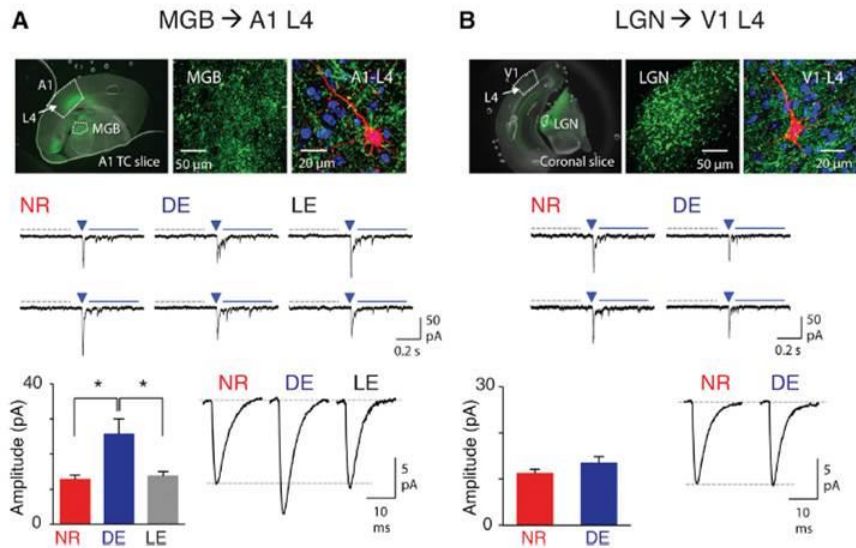 A
MGB → A1 L4
A1
L4
MGB
A1 TC slice
MGB
50 μm
A1-L4
20 μm
NR
DE
LE
50
pA
0.2 s
Amplitude (pA)
40
0
*
*
NR
DE
LE
NR
DE
LE
5
pA
10
ms
B
LGN → V1 L4
V1
L4
LGN
Coronal slice
LGN
50 μm
V1-L4
20 μm
NR
DE
50
pA
0.2 s
Amplitude (pA)
30
0
NR
DE
NR
DE
5
pA
10
ms